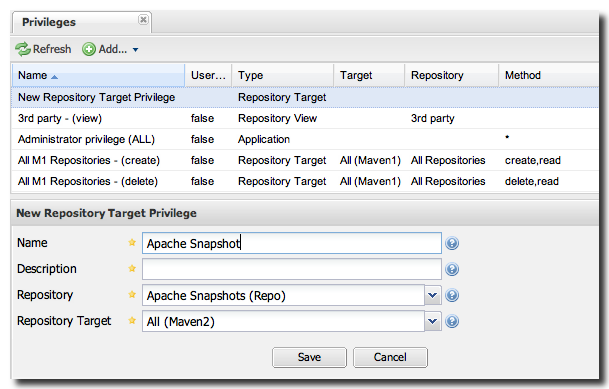 Privileges
Refresh Add...
Name User... Type Target Repository Method
New Repository Target Privilege Repository Target
3rd party - (view) false Repository View 3rd party
Administrator privilege (ALL) false Application *
All M1 Repositories - (create) false Repository Target All (Maven1) All Repositories create,read
All M1 Repositories - (delete) false Repository Target All (Maven1) All Repositories delete,read
New Repository Target Privilege
Name Apache Snapshot ?
Description ?
Repository Apache Snapshots (Repo) ?
Repository Target All (Maven2) ?
Save Cancel